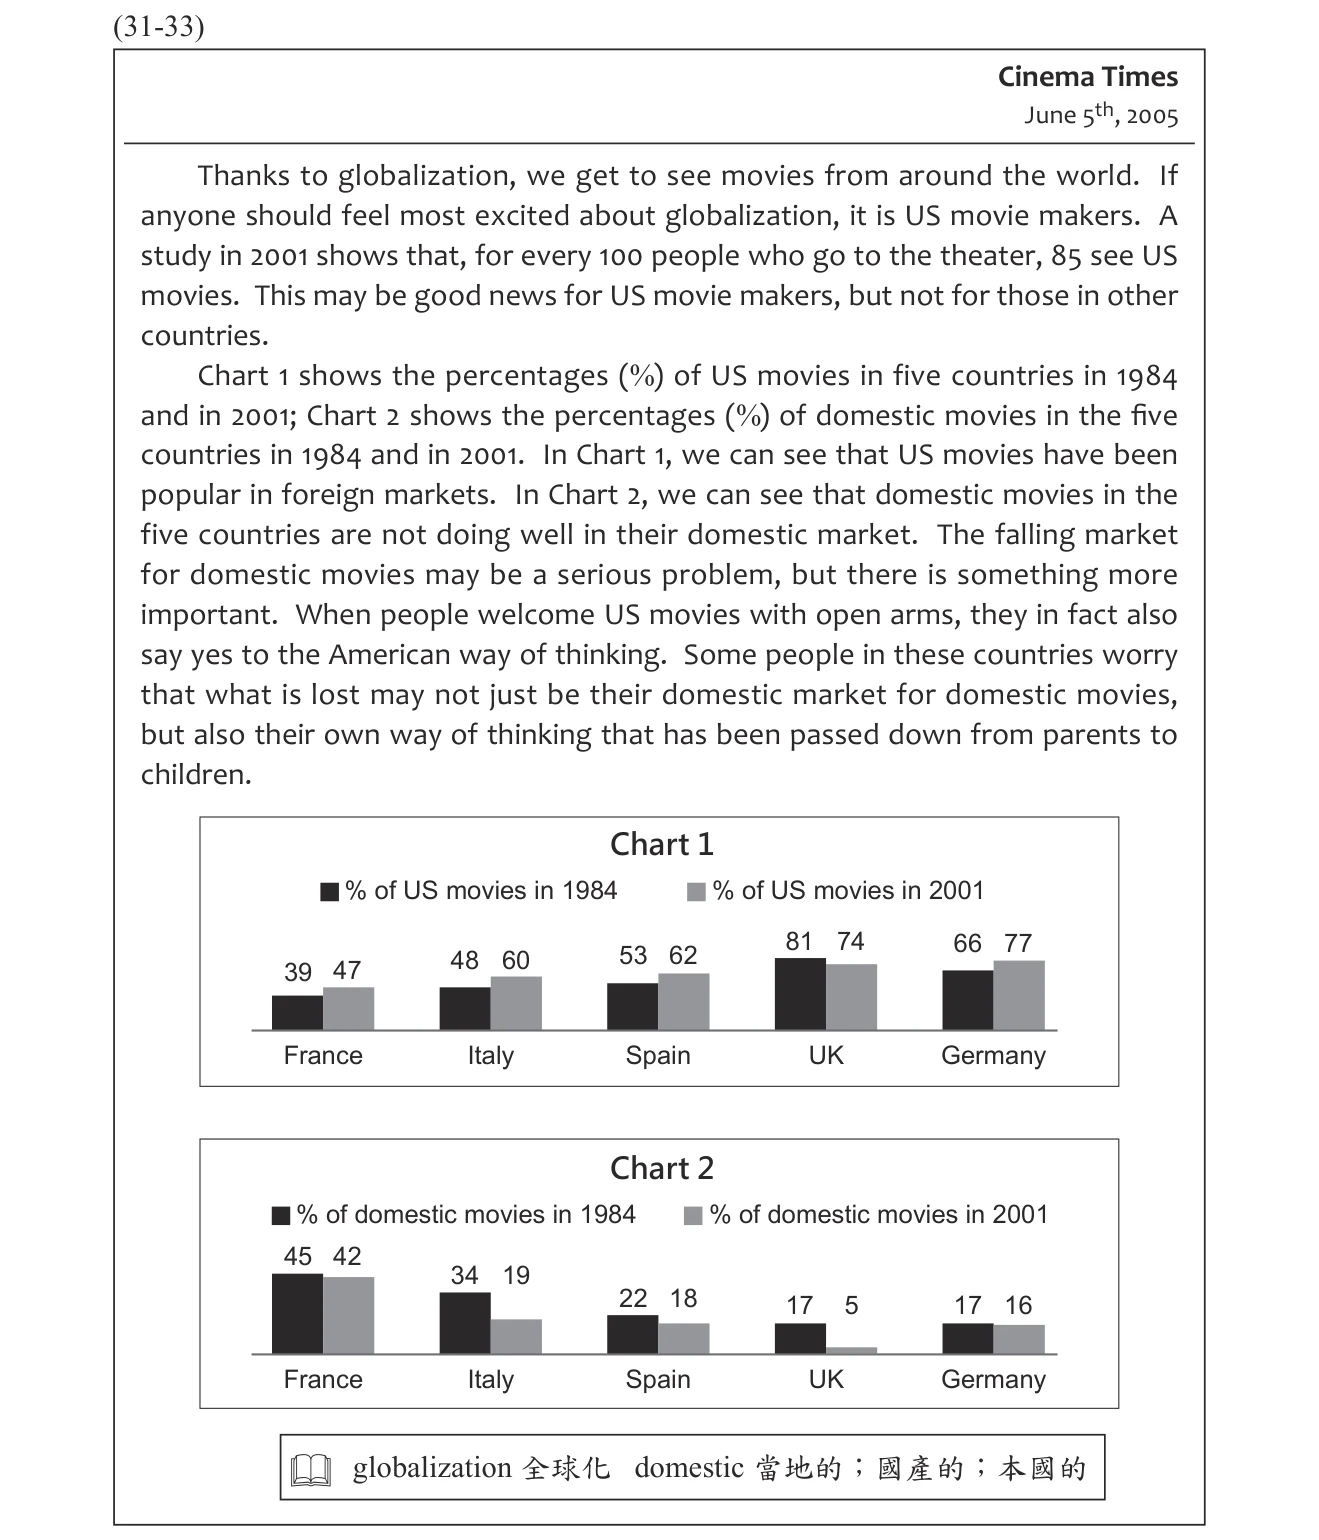 (31-33)
Cinema Times
June 5th, 2005
Thanks to globalization, we get to see movies from around the world. If
anyone should feel most excited about globalization, it is US movie makers. A
study in 2001 shows that, for every 100 people who go to the theater, 85 see US
movies. This may be good news for US movie makers, but not for those in other
countries.
Chart 1 shows the percentages (%) of US movies in five countries in 1984
and in 2001; Chart 2 shows the percentages (%) of domestic movies in the five
countries in 1984 and in 2001. In Chart 1, we can see that US movies have been
popular in foreign markets. In Chart 2, we can see that domestic movies in the
five countries are not doing well in their domestic market. The falling market
for domestic movies may be a serious problem, but there is something more
important. When people welcome US movies with open arms, they in fact also
say yes to the American way of thinking. Some people in these countries worry
that what is lost may not just be their domestic market for domestic movies,
but also their own way of thinking that has been passed down from parents to
children.
Chart 1
% of US movies in 1984 % of US movies in 2001
39 47 48 60 53 62 81 74 66 77
France Italy Spain UK Germany
Chart 2
% of domestic movies in 1984 % of domestic movies in 2001
45 42 34 19 22 18 17 5 17 16
France Italy Spain UK Germany
globalization 全球化 domestic 當地的；國產的；本國的